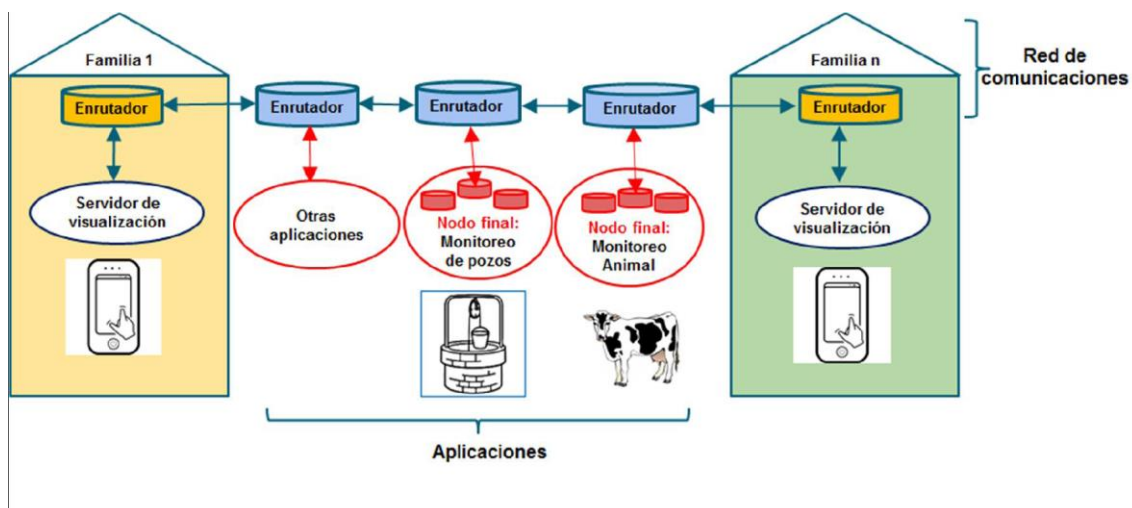 Familia 1
Familia n
Red de
comunicaciones
Enrutador
Enrutador
Enrutador
Enrutador
Enrutador
Servidor de
visualización
Otras
aplicaciones
Nodo final:
Monitoreo
de pozos
Nodo final:
Monitoreo
Animal
Servidor de
visualización
Aplicaciones